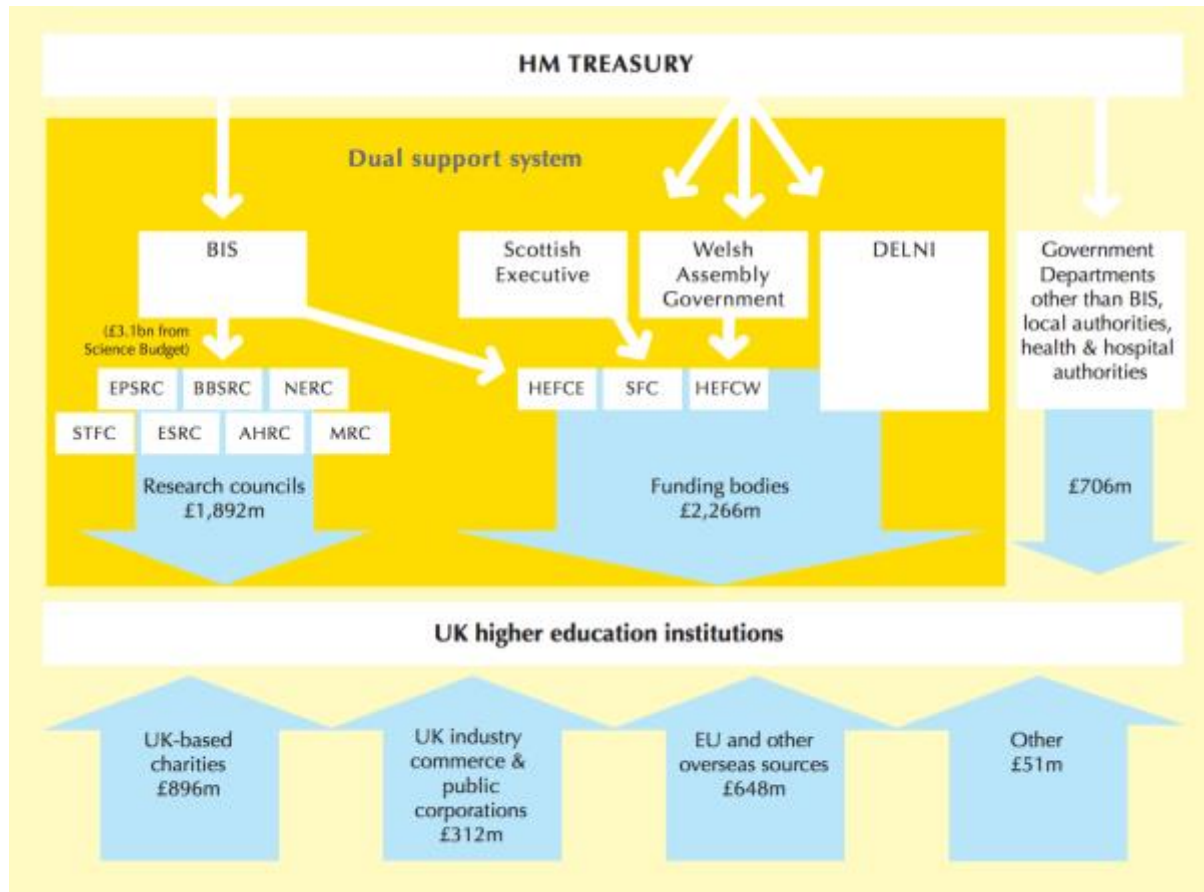 HM TREASURY
Dual support system
BIS
Scottish
Executive
Welsh
Assembly
Government
DELNI
Government
Departments
other than BIS,
local authorities,
health & hospital
authorities
(£3.1bn from
Science Budget)
EPSRC
BBSRC
NERC
STFC
ESRC
AHRC
MRC
HEFCE
SFC
HEFCW
Research councils
£1,892m
Funding bodies
£2,266m
£706m
UK higher education institutions
UK-based
charities
£896m
UK industry
commerce &
public
corporations
£312m
EU and other
overseas sources
£648m
Other
£51m